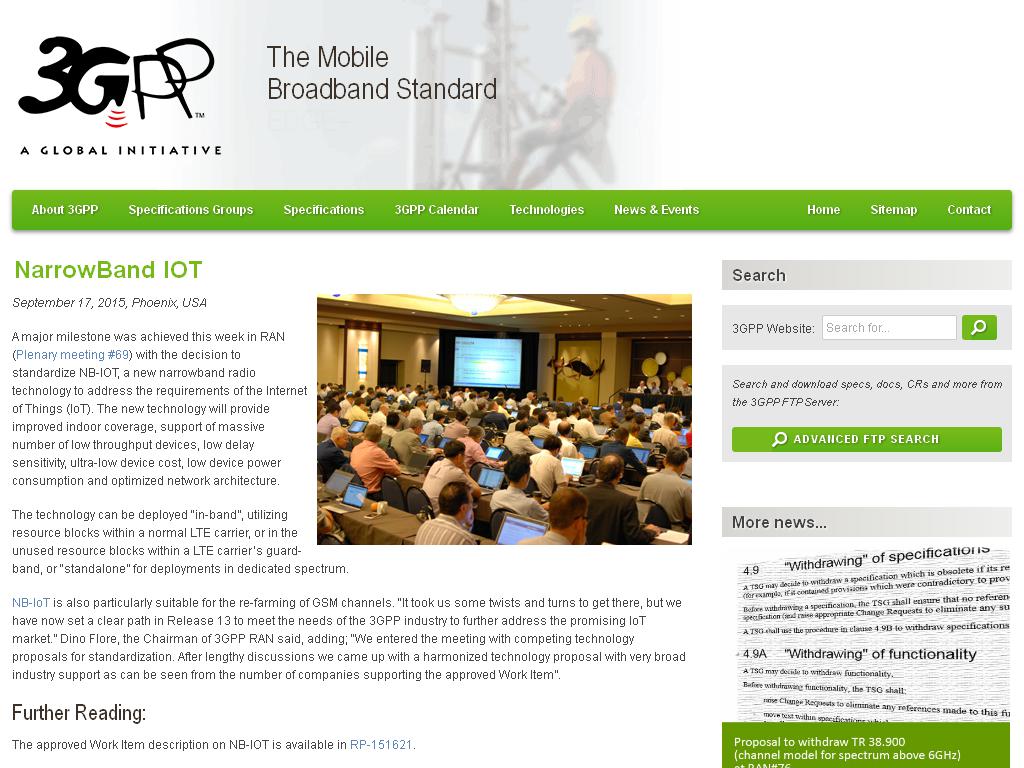 3GPP™
A GLOBAL INITIATIVE
The Mobile
Broadband Standard
EDGE-
About 3GPP Specifications Groups Specifications 3GPP Calendar Technologies News & Events Home Sitemap Contact
NarrowBand IOT
September 17, 2015, Phoenix, USA
A major milestone was achieved this week in RAN
(Plenary meeting #69) with the decision to
standardize NB-IOT, a new narrowband radio
technology to address the requirements of the Internet
of Things (IoT). The new technology will provide
improved indoor coverage, support of massive
number of low throughput devices, low delay
sensitivity, ultra-low device cost, low device power
consumption and optimized network architecture.
The technology can be deployed "in-band", utilizing
resource blocks within a normal LTE carrier, or in the
unused resource blocks within a LTE carrier's guard-
band, or "standalone" for deployments in dedicated spectrum.
NB-IoT is also particularly suitable for the re-farming of GSM channels. "It took us some twists and turns to get there, but we
have now set a clear path in Release 13 to meet the needs of the 3GPP industry to further address the promising IoT
market." Dino Flore, the Chairman of 3GPP RAN said, adding; "We entered the meeting with competing technology
proposals for standardization. After lengthy discussions we came up with a harmonized technology proposal with very broad
industry support as can be seen from the number of companies supporting the approved Work Item".
Further Reading:
The approved Work Item description on NB-IOT is available in RP-151621.
Search
3GPP Website: Search for...
Search and download specs, docs, CRs and more from
the 3GPP FTP Server:
ADVANCED FTP SEARCH
More news...
4.9 "Withdrawing" of specifications
A TSG may decide to withdraw a specification which is obsolete if its re
(for example, if it contained provisions which were contradictory to prov
Before withdrawing a specification, the TSG shall ensure that no referen
specification (and raise appropriate Change Requests to eliminate any su
A TSG shall use the procedure in clause 4.9B to withdraw specifications
4.9A "Withdrawing" of functionality
A TSG may decide to withdraw functionality.
Before withdrawing functionality, the TSG shall:
raise Change Requests to eliminate any references made to this fu
move text within specifications which
Proposal to withdraw TR 38.900
(channel model for spectrum above 6GHz)
at RAN#76